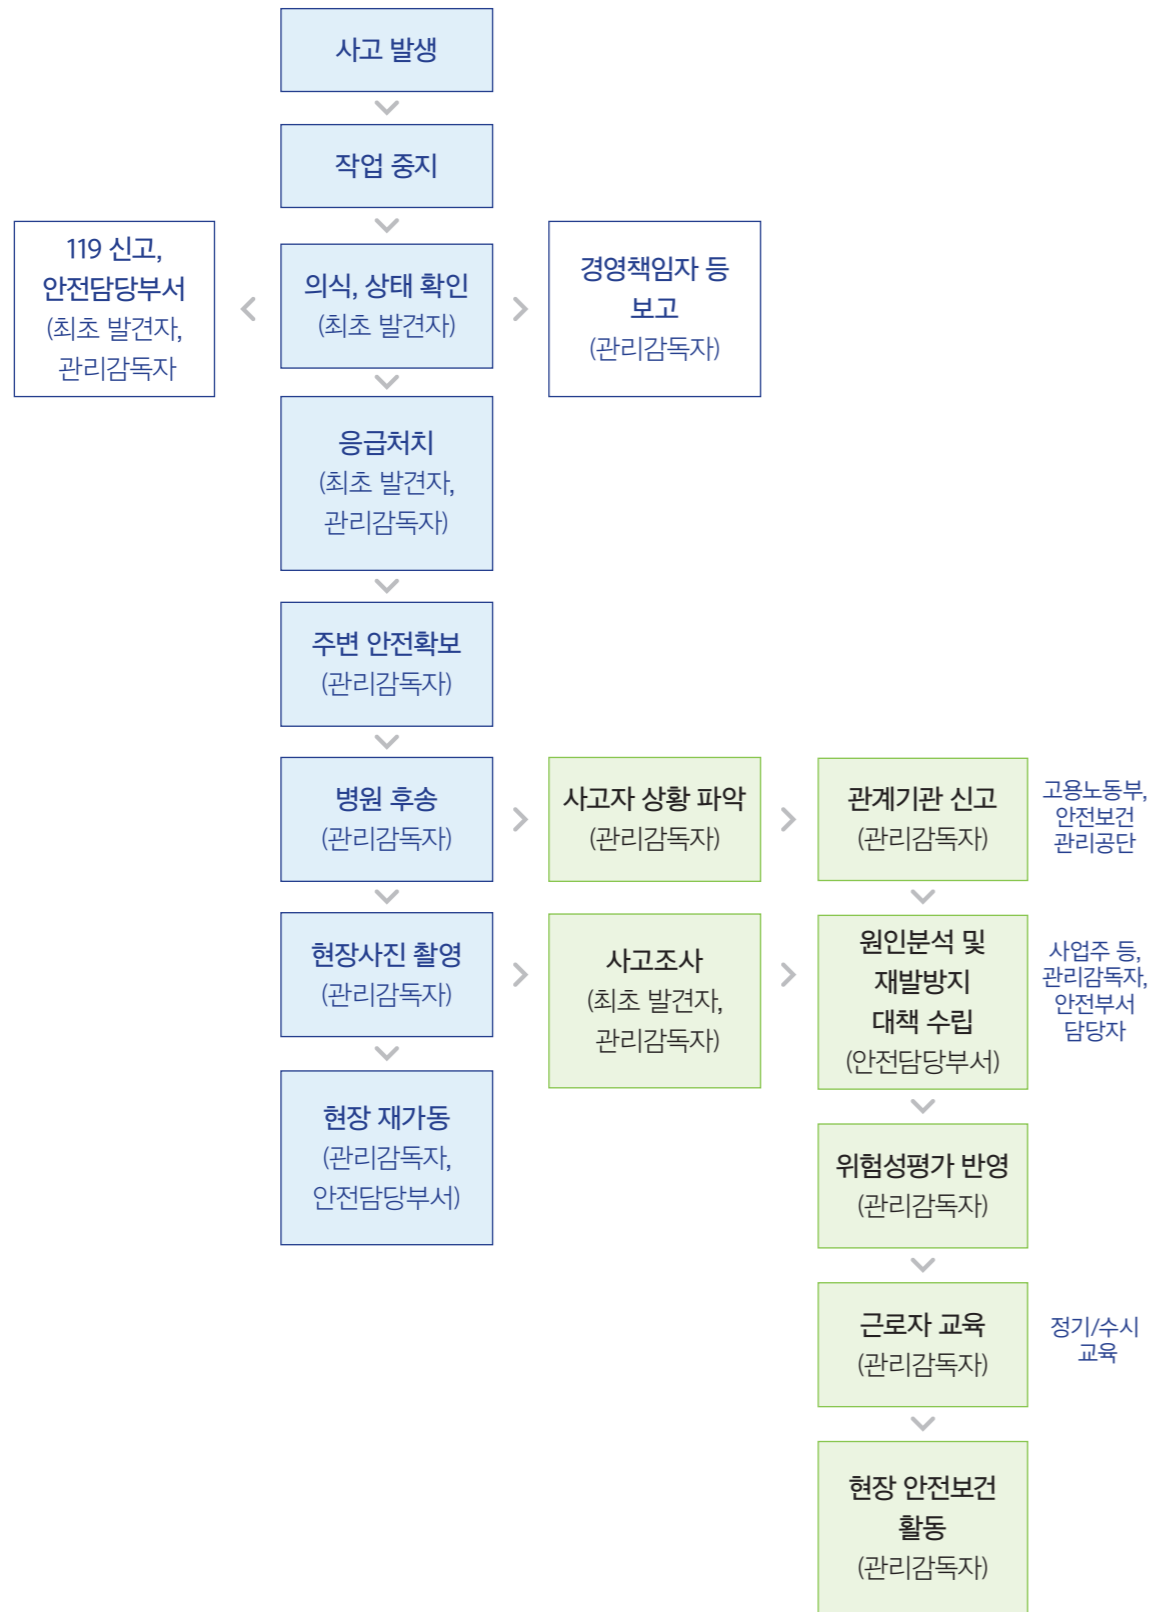 사고 발생
작업 중지
119 신고,
안전담당부서
(최초 발견자,
관리감독자
의식, 상태 확인
(최초 발견자)
경영책임자 등
보고
(관리감독자)
응급처치
(최초 발견자,
관리감독자)
주변 안전확보
(관리감독자)
병원 후송
(관리감독자)
사고자 상황 파악
(관리감독자)
관계기관 신고
(관리감독자)
고용노동부,
안전보건
관리공단
현장사진 촬영
(관리감독자)
사고조사
(최초 발견자,
관리감독자)
원인분석 및
재발방지
대책 수립
(안전담당부서)
사업주 등,
관리감독자,
안전부서
담당자
현장 재가동
(관리감독자,
안전담당부서)
위험성평가 반영
(관리감독자)
근로자 교육
(관리감독자)
정기/수시
교육
현장 안전보건
활동
(관리감독자)